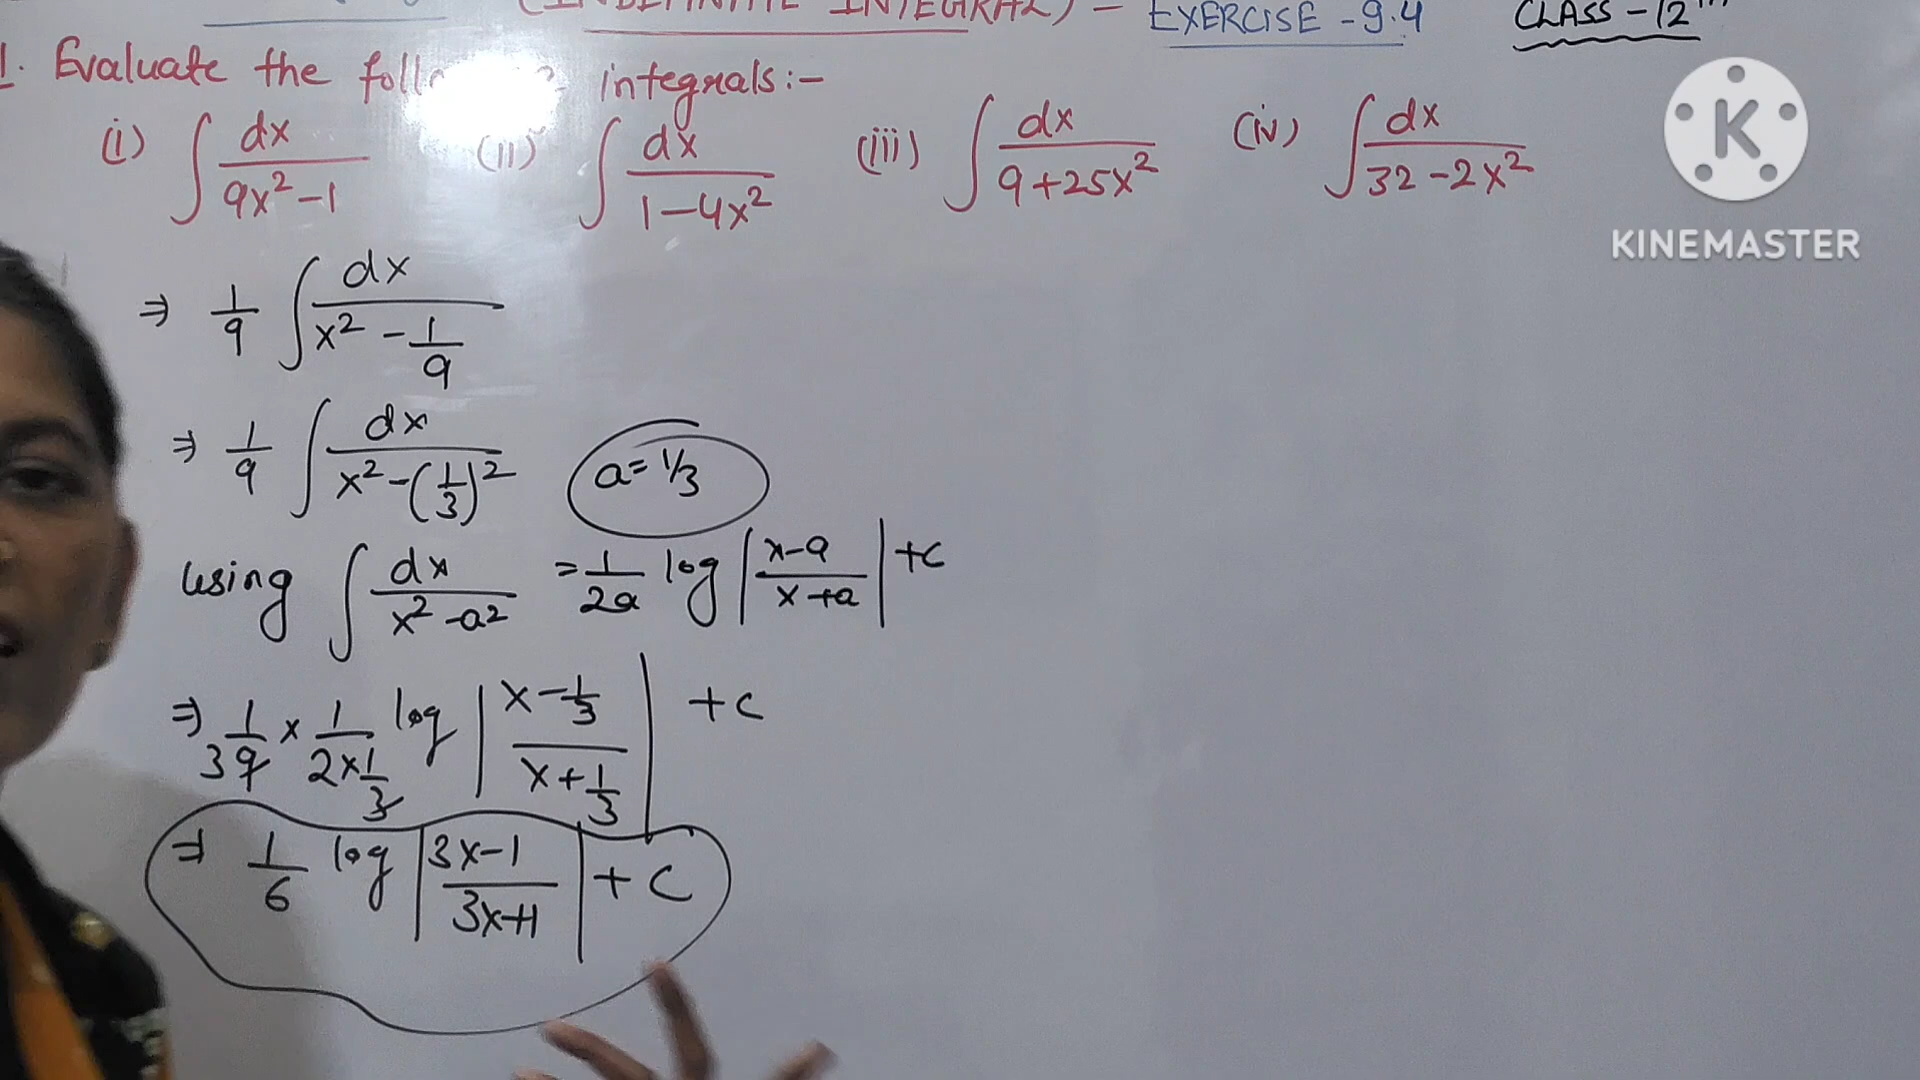 INTEGRAL) - EXERCISE -9.4 CLASS - 12th
1. Evaluate the integrals:-
(i) ∫ dx/(9x² - 1) (ii) ∫ dx/(1 - 4x²) (iii) ∫ dx/(9 + 25x²) (iv) ∫ dx/(32 - 2x²)
K
KINEMASTER
⇒ 1/9 ∫ dx/(x² - 1/9)
⇒ 1/9 ∫ dx/(x² - (1/3)²) a = 1/3
using ∫ dx/(x² - a²) = 1/2a log |(x - a)/(x + a)| + c
⇒ 3 1/9 × 1/(2 × 1/3) log |(x - 1/3)/(x + 1/3)| + c
⇒ 1/6 log |(3x - 1)/(3x + 1)| + c